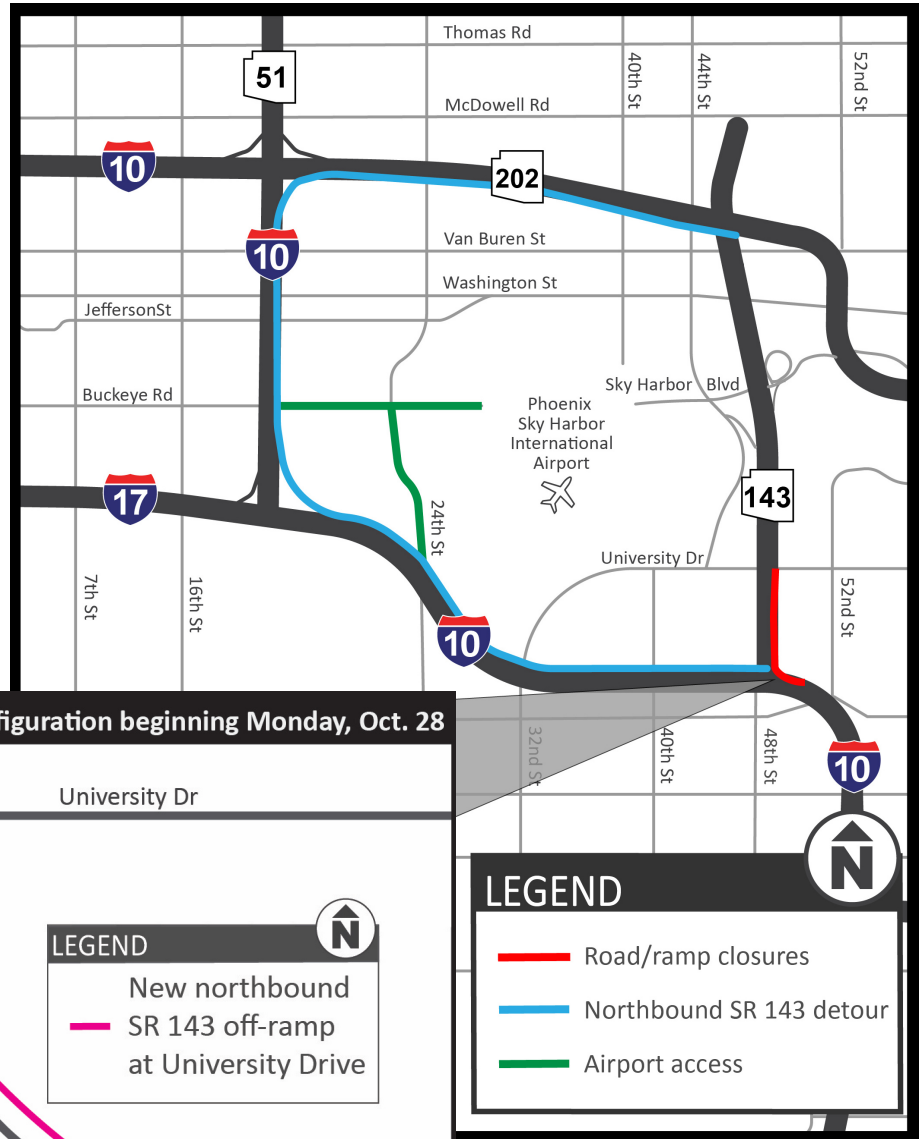 Thomas Rd
51
40th St
44th St
52nd St
McDowell Rd
10
202
10
Van Buren St
Washington St
JeffersonSt
Buckeye Rd
Sky Harbor Blvd
Phoenix
Sky Harbor
International
Airport
17
143
24th St
University Dr
7th St
16th St
52nd St
10
figuration beginning Monday, Oct. 28
32nd St
40th St
48th St
10
University Dr
N
LEGEND
Road/ramp closures
Northbound SR 143 detour
Airport access
N
LEGEND
New northbound
SR 143 off-ramp
at University Drive